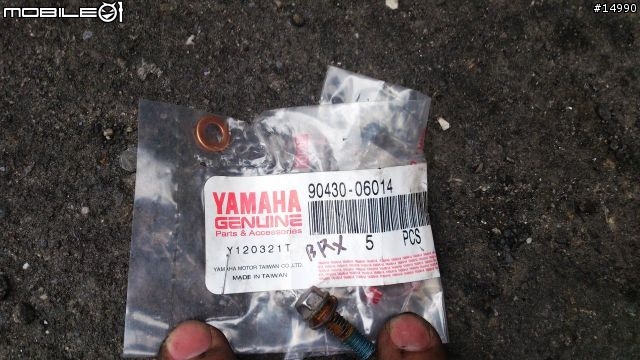 MOBILE01
#14990
YAMAHA
90430-06014
GENUINE
Parts & Accessories
Y120321T
BRX 5 PCS
YAMAHA MOTOR TAIWAN CO.,LTD.
MADE IN TAIWAN